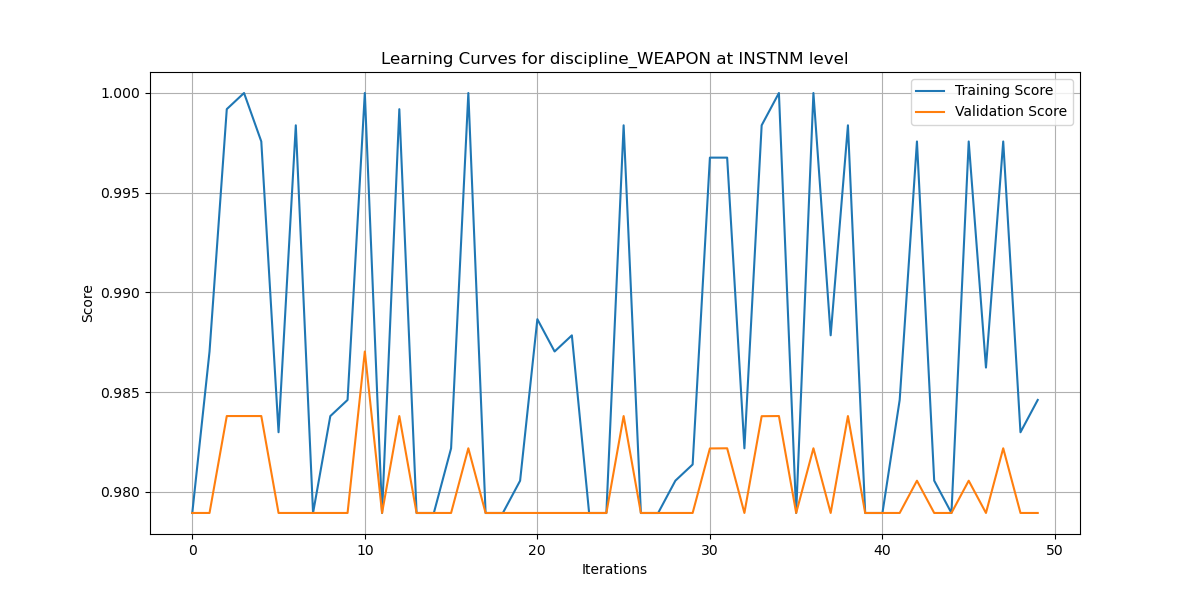 Learning Curves for discipline_WEAPON at INSTNM level
Training Score
Validation Score
1.000
0.995
0.990
0.985
0.980
Score
0 10 20 30 40 50
Iterations